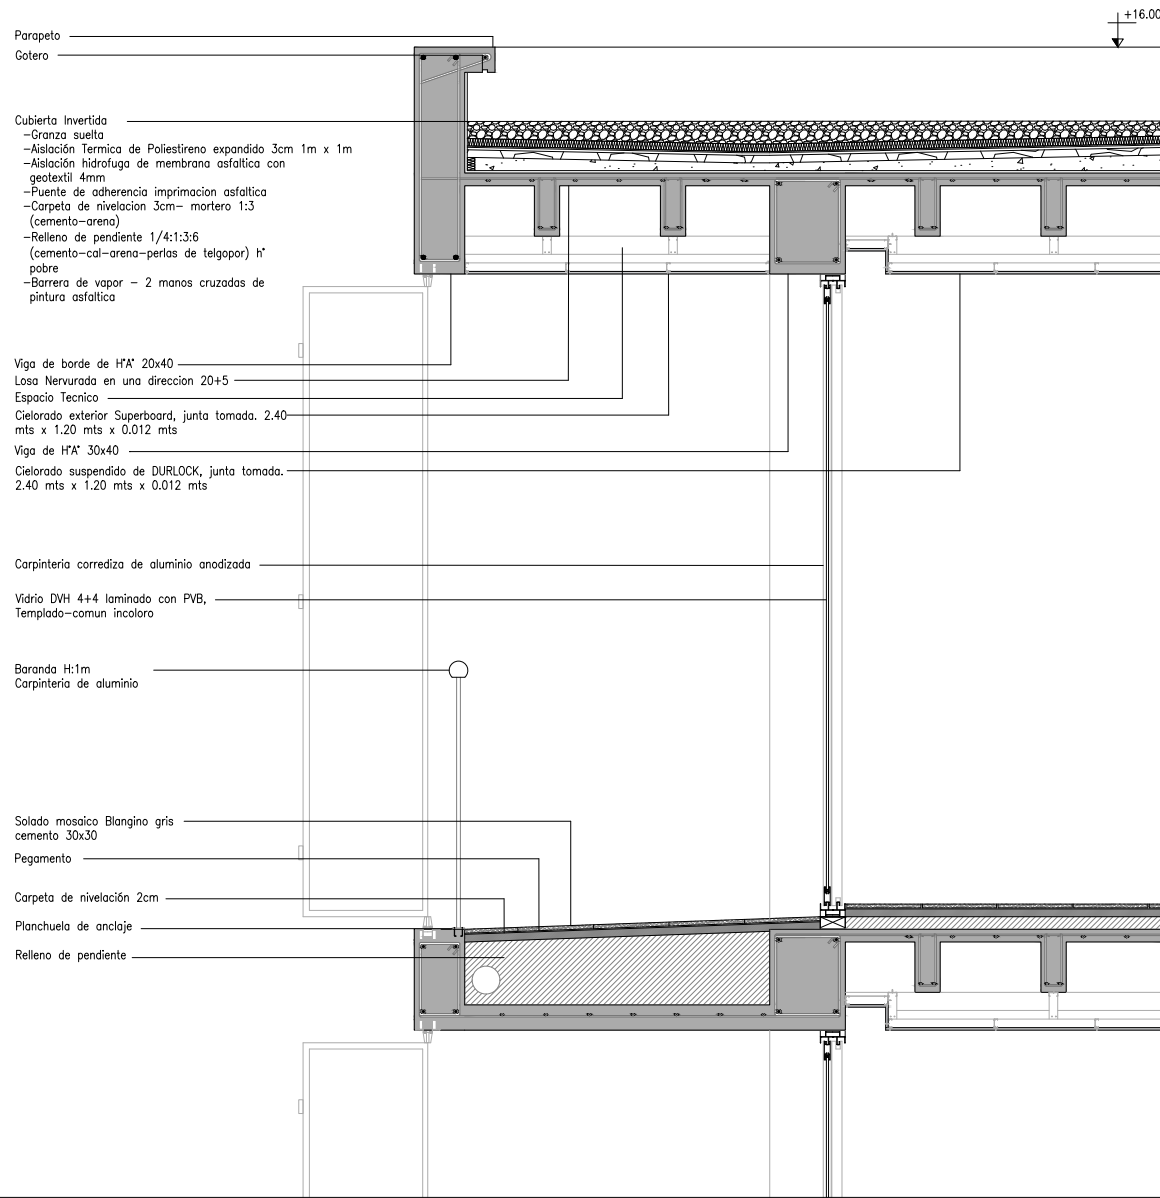 +16.00
Parapeto
Gotero
Cubierta Invertida
-Granza suelta
-Aislación Termica de Poliestireno expandido 3cm 1m x 1m
-Aislación hidrofuga de membrana asfaltica con
geotextil 4mm
-Puente de adherencia imprimacion asfaltica
-Carpeta de nivelacion 3cm- mortero 1:3
(cemento-arena)
-Relleno de pendiente 1/4:1:3:6
(cemento-cal-arena-perlas de telgopor) h°
pobre
-Barrera de vapor - 2 manos cruzadas de
pintura asfaltica
Viga de borde de H°A° 20x40
Losa Nervurada en una direccion 20+5
Espacio Tecnico
Cielorado exterior Superboard, junta tomada. 2.40
mts x 1.20 mts x 0.012 mts
Viga de H°A° 30x40
Cielorado suspendido de DURLOCK, junta tomada.
2.40 mts x 1.20 mts x 0.012 mts
Carpinteria corrediza de aluminio anodizada
Vidrio DVH 4+4 laminado con PVB,
Templado-comun incoloro
Baranda H:1m
Carpinteria de aluminio
Solado mosaico Blangino gris
cemento 30x30
Pegamento
Carpeta de nivelación 2cm
Planchuela de anclaje
Relleno de pendiente